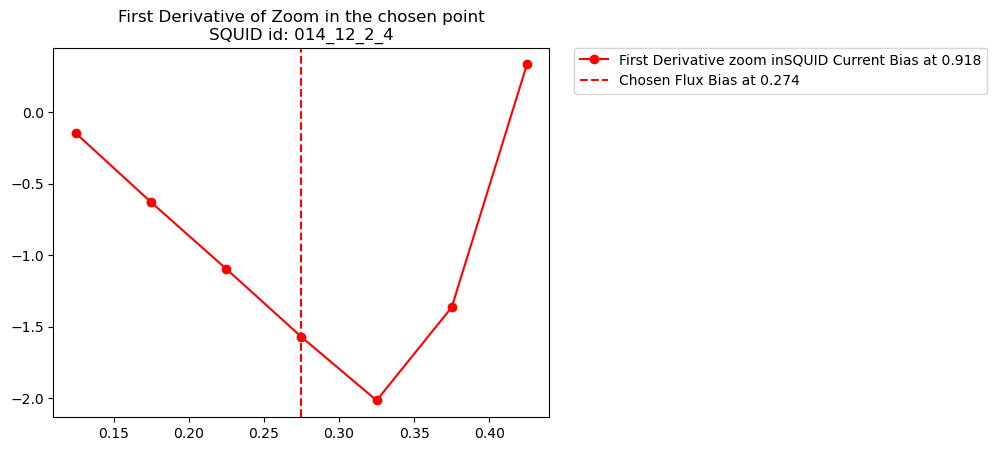 First Derivative of Zoom in the chosen point
SQUID id: 014_12_2_4
First Derivative zoom inSQUID Current Bias at 0.918
Chosen Flux Bias at 0.274
0.0
−0.5
−1.0
−1.5
−2.0
0.15 0.20 0.25 0.30 0.35 0.40